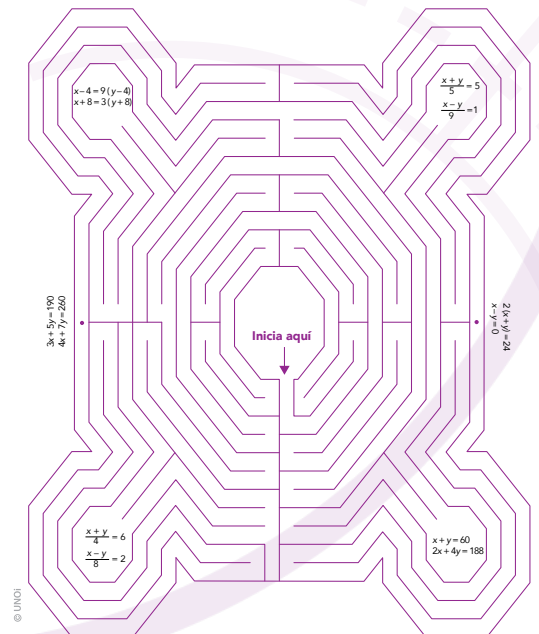 x – 4 = 9 (y – 4)
x + 8 = 3 (y + 8)
x + y
5
= 5
x – y
9
= 1
3x + 5y = 190
4x + 7y = 260
Inicia aquí
2 (x + y) = 24
x – y = 0
x + y
4
= 6
x – y
8
= 2
x + y = 60
2x + 4y = 188
© UNOi